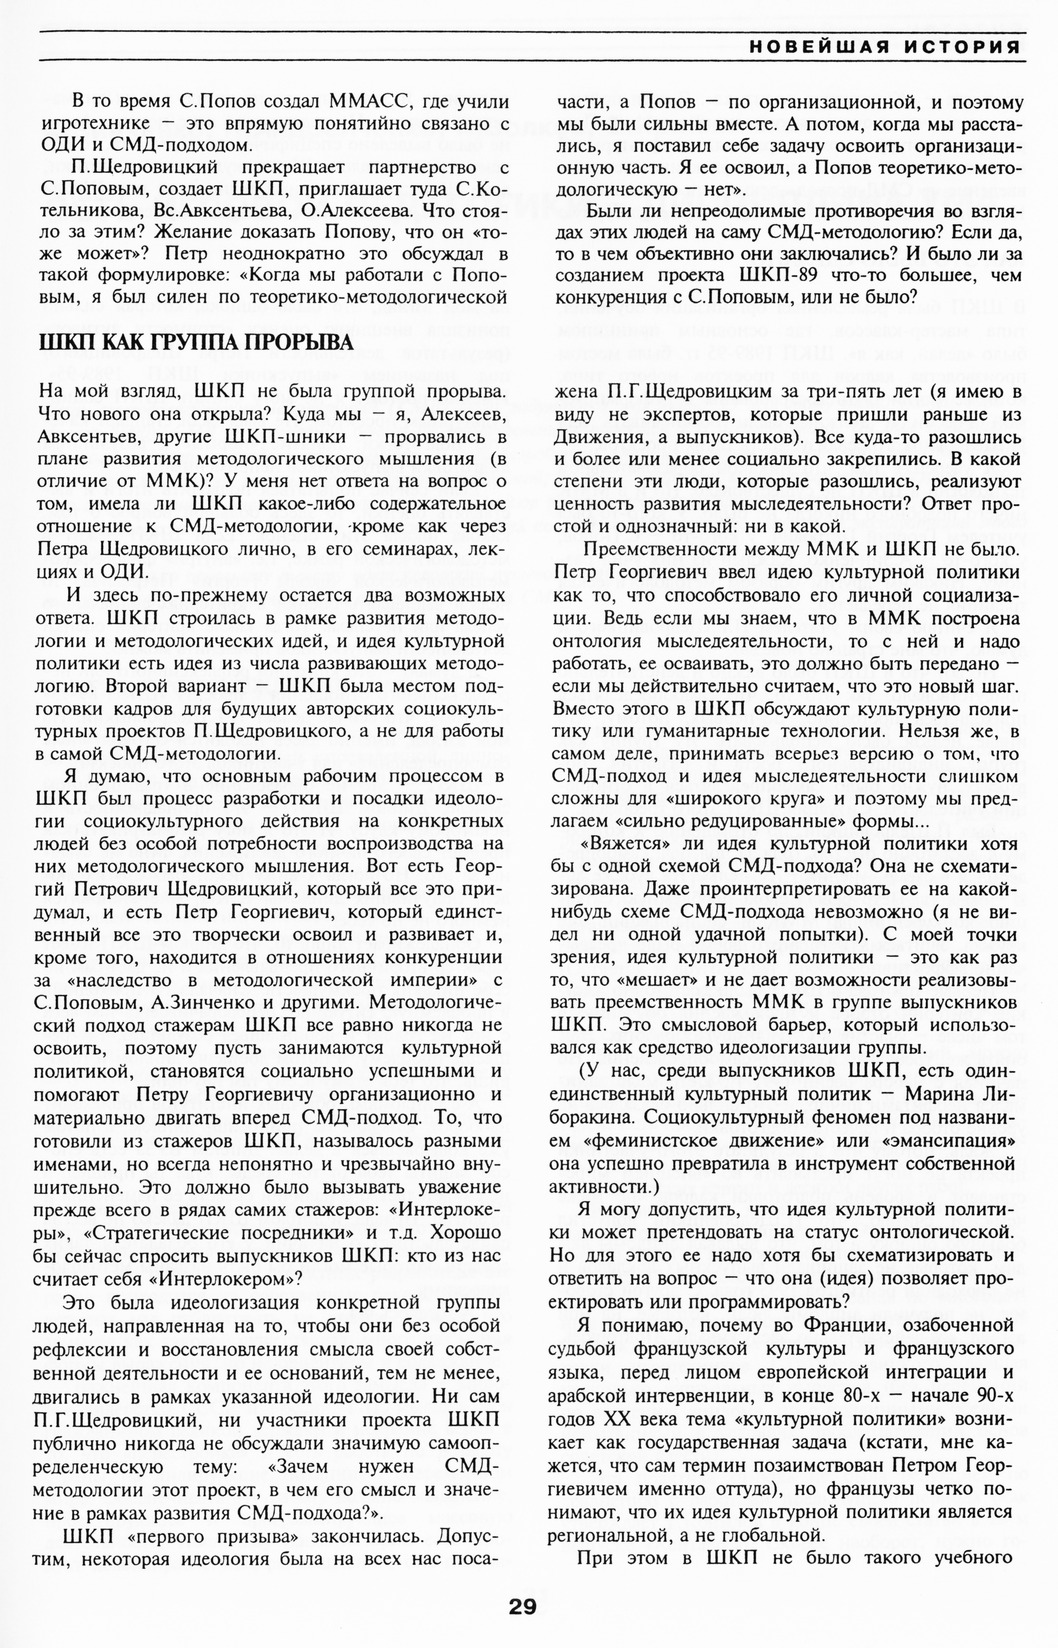 НОВЕЙШАЯ ИСТОРИЯ
В то время С.Попов создал ММАСС, где учили
игротехнике — это впрямую понятийно связано с
ОДИ и СМД-подходом.
П.Щедровицкий прекращает партнерство с
С.Поповым, создает ШКП, приглашает туда С.Ко-
тельникова, Вс.Авксентьева, О.Алексеева. Что стоя-
ло за этим? Желание доказать Попову, что он «то-
же может»? Петр неоднократно это обсуждал в
такой формулировке: «Когда мы работали с Попо-
вым, я был силен по теоретико-методологической
части, а Попов — по организационной, и поэтому
мы были сильны вместе. А потом, когда мы расста-
лись, я поставил себе задачу освоить организаци-
онную часть. Я ее освоил, а Попов теоретико-мето-
дологическую — нет».
Были ли непреодолимые противоречия во взгля-
дах этих людей на саму СМД-методологию? Если да,
то в чем объективно они заключались? И было ли за
созданием проекта ШКП-89 что-то большее, чем
конкуренция с С.Поповым, или не было?
ШКП КАК ГРУППА ПРОРЫВА
На мой взгляд, ШКП не была группой прорыва.
Что нового она открыла? Куда мы — я, Алексеев,
Авксентьев, другие ШКП-шники — прорвались в
плане развития методологического мышления (в
отличие от ММК)? У меня нет ответа на вопрос о
том, имела ли ШКП какое-либо содержательное
отношение к СМД-методологии, кроме как через
Петра Щедровицкого лично, в его семинарах, лек-
циях и ОДИ.
И здесь по-прежнему остается два возможных
ответа. ШКП строилась в рамке развития методо-
логии и методологических идей, и идея культурной
политики есть идея из числа развивающих методо-
логию. Второй вариант — ШКП была местом под-
готовки кадров для будущих авторских социокуль-
турных проектов П.Щедровицкого, а не для работы
в самой СМД-методологии.
Я думаю, что основным рабочим процессом в
ШКП был процесс разработки и посадки идеоло-
гии социокультурного действия на конкретных
людей без особой потребности воспроизводства на
них методологического мышления. Вот есть Геор-
гий Петрович Щедровицкий, который все это при-
думал, и есть Петр Георгиевич, который единст-
венный все это творчески освоил и развивает и,
кроме того, находится в отношениях конкуренции
за «наследство в методологической империи» с
С.Поповым, А.Зинченко и другими. Методологиче-
ский подход стажерам ШКП все равно никогда не
освоить, поэтому пусть занимаются культурной
политикой, становятся социально успешными и
помогают Петру Георгиевичу организационно и
материально двигать вперед СМД-подход. То, что
готовили из стажеров ШКП, называлось разными
именами, но всегда непонятно и чрезвычайно вну-
шительно. Это должно было вызывать уважение
прежде всего в рядах самих стажеров: «Интерлоке-
ры», «Стратегические посредники» и т.д. Хорошо
бы сейчас спросить выпускников ШКП: кто из нас
считает себя «Интерлокером»?
Это была идеологизация конкретной группы
людей, направленная на то, чтобы они без особой
рефлексии и восстановления смысла своей собст-
венной деятельности и ее оснований, тем не менее,
двигались в рамках указанной идеологии. Ни сам
П.Г.Щедровицкий, ни участники проекта ШКП
публично никогда не обсуждали значимую самооп-
ределенческую тему: «Зачем нужен СМД-
методологии этот проект, в чем его смысл и значе-
ние в рамках развития СМД-подхода?».
ШКП «первого призыва» закончилась. Допус-
тим, некоторая идеология была на всех нас поса-
жена П.Г.Щедровицким за три-пять лет (я имею в
виду не экспертов, которые пришли раньше из
Движения, а выпускников). Все куда-то разошлись
и более или менее социально закрепились. В какой
степени эти люди, которые разошлись, реализуют
ценность развития мыследеятельности? Ответ про-
стой и однозначный: ни в какой.
Преемственности между ММК и ШКП не было.
Петр Георгиевич ввел идею культурной политики
как то, что способствовало его личной социализа-
ции. Ведь если мы знаем, что в ММК построена
онтология мыследеятельности, то с ней и надо
работать, ее осваивать, это должно быть передано —
если мы действительно считаем, что это новый шаг.
Вместо этого в ШКП обсуждают культурную поли-
тику или гуманитарные технологии. Нельзя же, в
самом деле, принимать всерьез версию о том, что
СМД-подход и идея мыследеятельности слишком
сложны для «широкого круга» и поэтому мы пред-
лагаем «сильно редуцированные» формы...
«Вяжется» ли идея культурной политики хотя
бы с одной схемой СМД-подхода? Она не схемати-
зирована. Даже проинтерпретировать ее на какой-
нибудь схеме СМД-подхода невозможно (я не ви-
дел ни одной удачной попытки). С моей точки
зрения, идея культурной политики — это как раз
то, что «мешает» и не дает возможности реализовы-
вать преемственность ММК в группе выпускников
ШКП. Это смысловой барьер, который использо-
вался как средство идеологизации группы.
(У нас, среди выпускников ШКП, есть один-
единственный культурный политик — Марина Ли-
боракина. Социокультурный феномен под названи-
ем «феминистское движение» или «эмансипация»
она успешно превратила в инструмент собственной
активности.)
Я могу допустить, что идея культурной полити-
ки может претендовать на статус онтологической.
Но для этого ее надо хотя бы схематизировать и
ответить на вопрос — что она (идея) позволяет про-
ектировать или программировать?
Я понимаю, почему во Франции, озабоченной
судьбой французской культуры и французского
языка, перед лицом европейской интеграции и
арабской интервенции, в конце 80-х — начале 90-х
годов XX века тема «культурной политики» возни-
кает как государственная задача (кстати, мне ка-
жется, что сам термин позаимствован Петром Геор-
гиевичем именно оттуда), но французы четко по-
нимают, что их идея культурной политики является
региональной, а не глобальной.
При этом в ШКП не было такого учебного
29